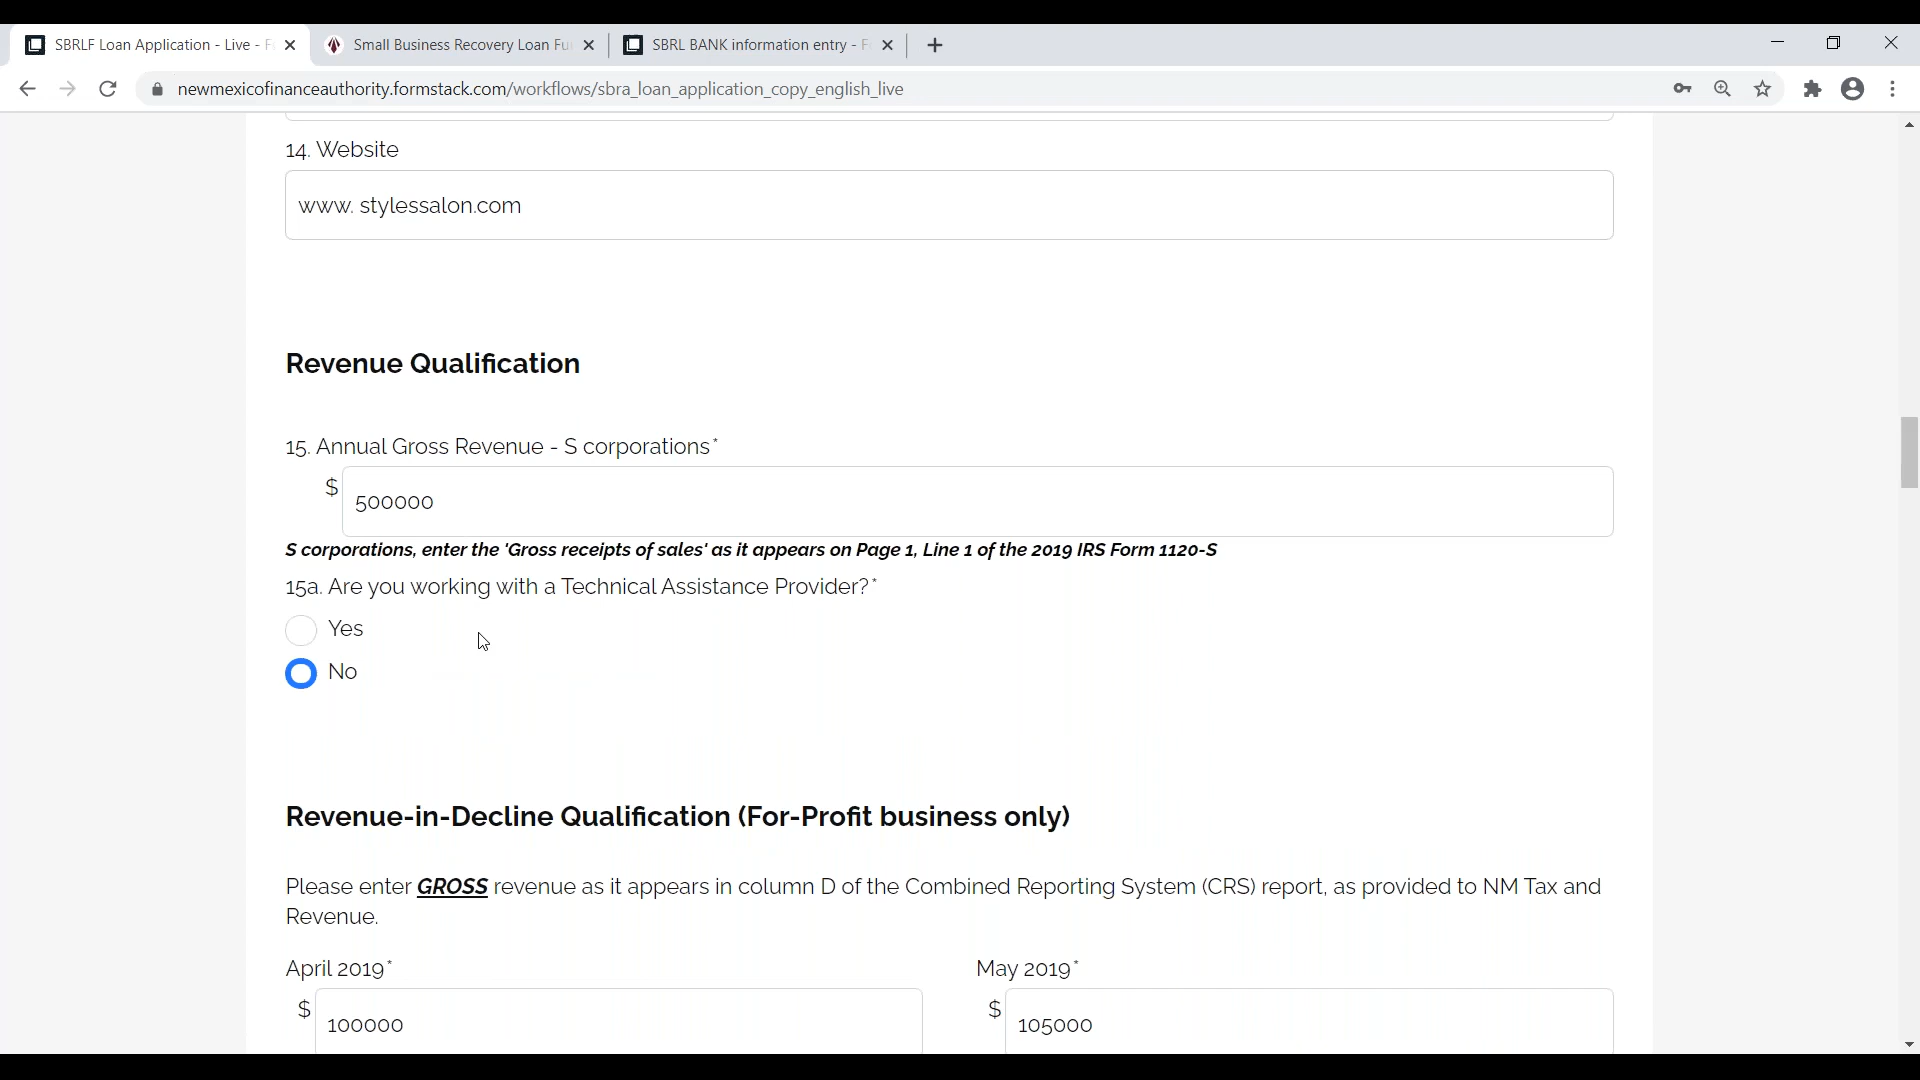 SBRLF Loan Application - Live - F
Small Business Recovery Loan Fu
SBRL BANK information entry - F
newmexicofinanceauthority.formstack.com/workflows/sbra_loan_application_copy_english_live
14. Website
www. stylessalon.com
Revenue Qualification
15. Annual Gross Revenue - S corporations*
$ 500000
S corporations, enter the 'Gross receipts of sales' as it appears on Page 1, Line 1 of the 2019 IRS Form 1120-S
15a. Are you working with a Technical Assistance Provider?*
Yes
No
Revenue-in-Decline Qualification (For-Profit business only)
Please enter GROSS revenue as it appears in column D of the Combined Reporting System (CRS) report, as provided to NM Tax and
Revenue.
April 2019*
$ 100000
May 2019*
$ 105000